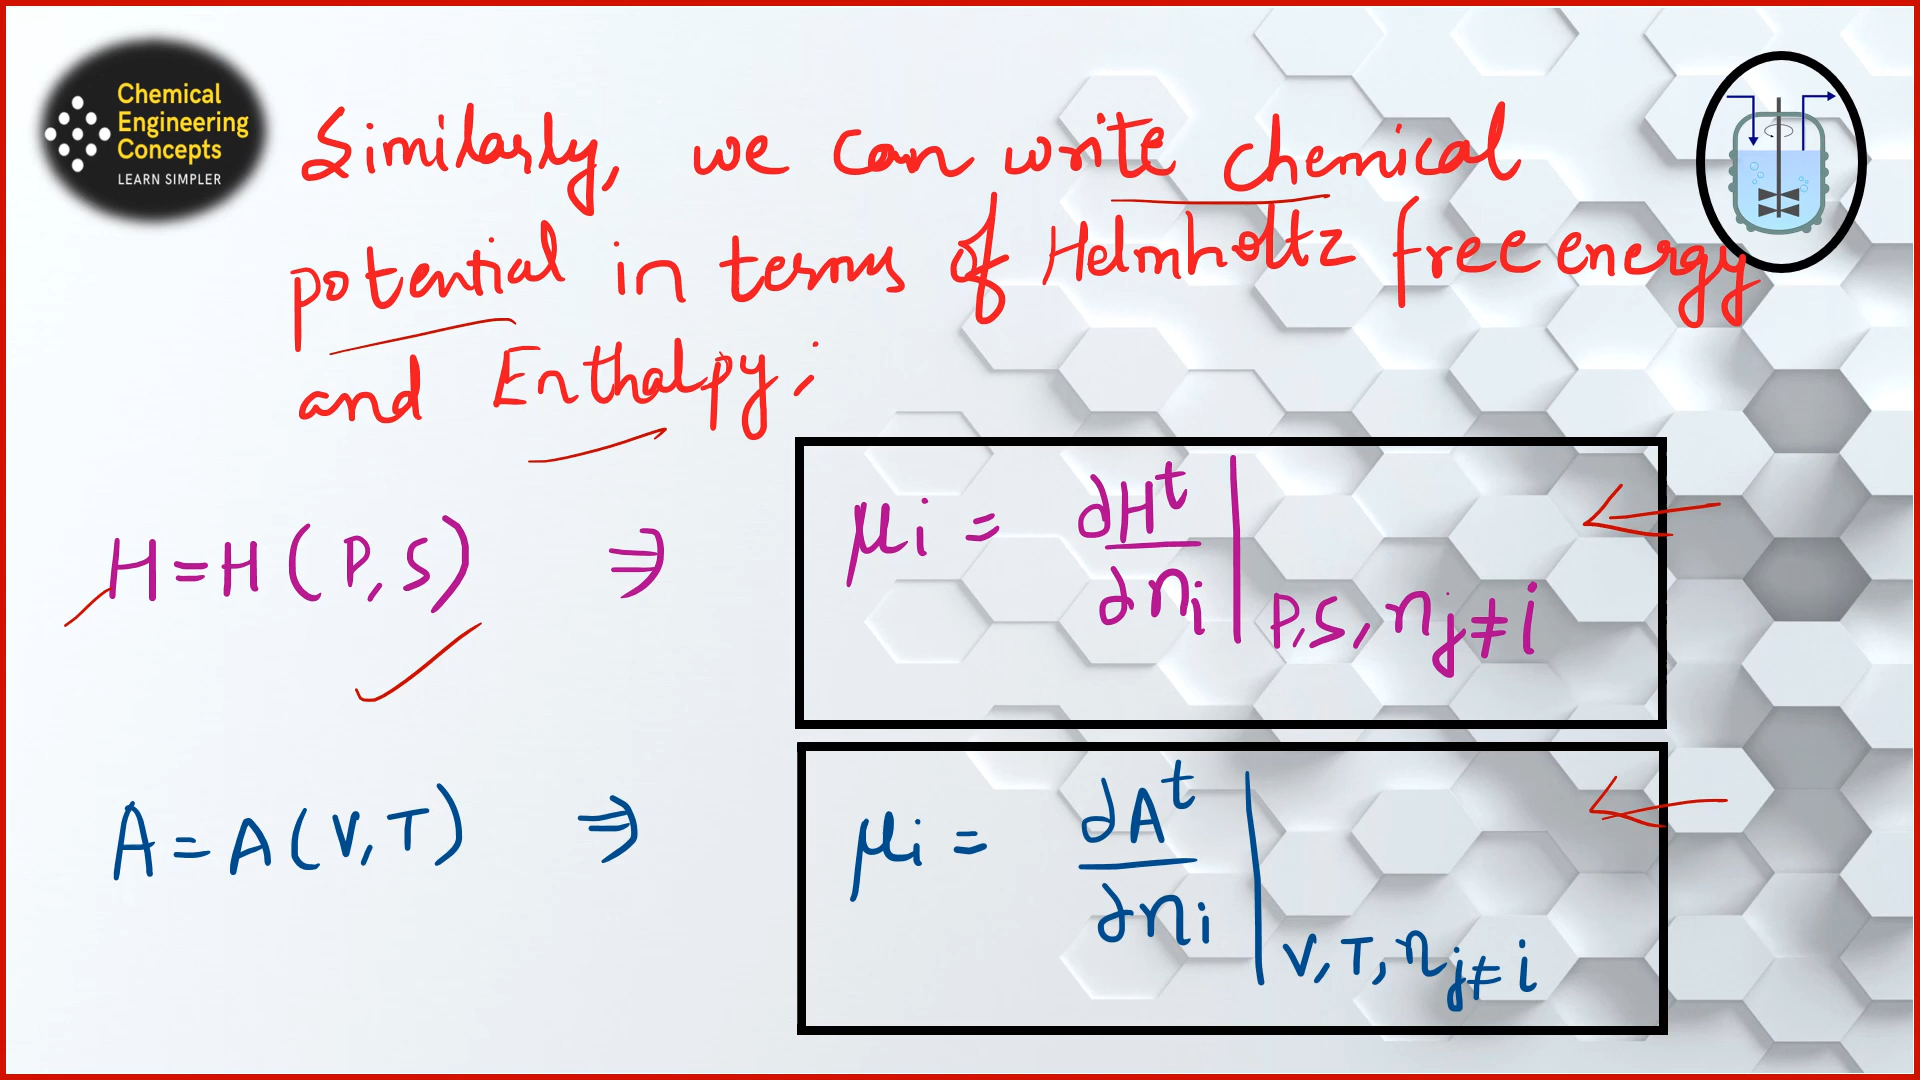 Chemical
Engineering
Concepts
LEARN SIMPLER
Similarly, we can write chemical
potential in terms of Helmholtz free energy
and Enthalpy;
H=H(P,S) ⇒ μi = ∂H^t/∂ni |P,S,nj≠i
A=A(V,T) ⇒ μi = ∂A^t/∂ni |V,T,nj≠i